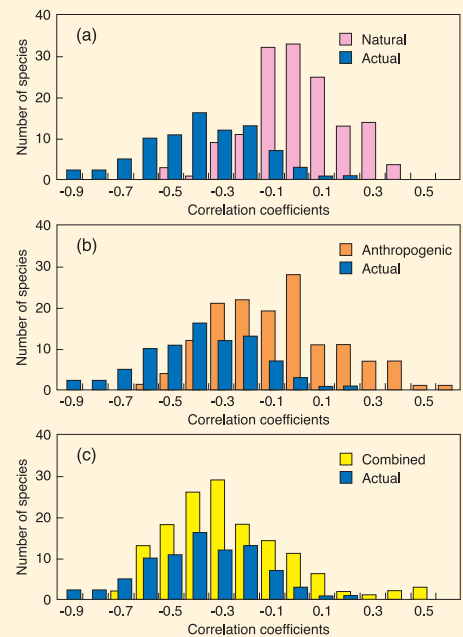 40
30
20
10
0
Number of species
(a)
Natural
Actual
-0.9 -0.7 -0.5 -0.3 -0.1 0.1 0.3 0.5
Correlation coefficients
40
30
20
10
0
Number of species
(b)
Anthropogenic
Actual
-0.9 -0.7 -0.5 -0.3 -0.1 0.1 0.3 0.5
Correlation coefficients
40
30
20
10
0
Number of species
(c)
Combined
Actual
-0.9 -0.7 -0.5 -0.3 -0.1 0.1 0.3 0.5
Correlation coefficients